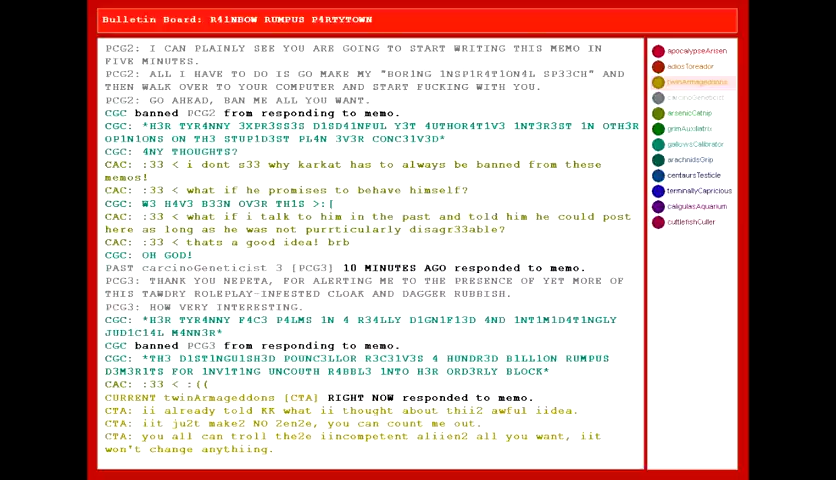 Bulletin Board: R41NBOW RUMPUS P4RTYTOWN
PCG2: I CAN PLAINLY SEE YOU ARE GOING TO START WRITING THIS MEMO IN
FIVE MINUTES.
PCG2: ALL I HAVE TO DO IS GO MAKE MY "BOR1NG 1NSP1R4T1ON4L SP33CH" AND
THEN WALK OVER TO YOUR COMPUTER AND START FUCKING WITH YOU.
PCG2: GO AHEAD, BAN ME ALL YOU WANT.
CGC banned PCG2 from responding to memo.
CGC: *H3R TYR4NNY 3XPR3SS3S D1SD41NFUL Y3T 4UTHOR4T1V3 1NT3R3ST 1N OTH3R
OP1N1ONS ON TH3 STUP1D3ST PL4N 3V3R CONC31V3D*
CGC: 4NY THOUGHTS?
CAC: :33 < i dont s33 why karkat has to always be banned from these
memos!
CAC: :33 < what if he promises to behave himself?
CGC: W3 H4V3 B33N OV3R TH1S >:[
CAC: :33 < what if i talk to him in the past and told him he could post
here as long as he was not purrticularly disagr33able?
CAC: :33 < thats a good idea! brb
CGC: OH GOD!
PAST carcinoGeneticist 3 [PCG3] 10 MINUTES AGO responded to memo.
PCG3: THANK YOU NEPETA, FOR ALERTING ME TO THE PRESENCE OF YET MORE OF
THIS TAWDRY ROLEPLAY-INFESTED CLOAK AND DAGGER RUBBISH.
PCG3: HOW VERY INTERESTING.
CGC: *H3R TYR4NNY F4C3 P4LMS 1N 4 R34LLY D1GN1F13D 4ND 1NT1M1D4T1NGLY
JUD1C14L M4NN3R*
CGC banned PCG3 from responding to memo.
CGC: *TH3 D1ST1NGU1SH3D POUNC3LLOR R3C31V3S 4 HUNDR3D B1LL1ON RUMPUS
D3M3R1TS FOR 1NV1T1NG UNCOUTH R4BBL3 1NTO H3R ORD3RLY BLOCK*
CAC: :33 < :((
CURRENT twinArmageddons [CTA] RIGHT NOW responded to memo.
CTA: ii already told KK what ii thought about thii2 awful iidea.
CTA: iit ju2t make2 NO 2en2e, you can count me out.
CTA: you all can troll the2e iincompetent aliien2 all you want, iit
won't change anythiing.
apocalypseArisen
adiosToreador
twinArmageddons
carcinoGeneticist
arsenicCatnip
grimAuxiliatrix
gallowsCalibrator
arachnidsGrip
centaursTesticle
terminallyCapricious
caligulasAquarium
cuttlefishCuller